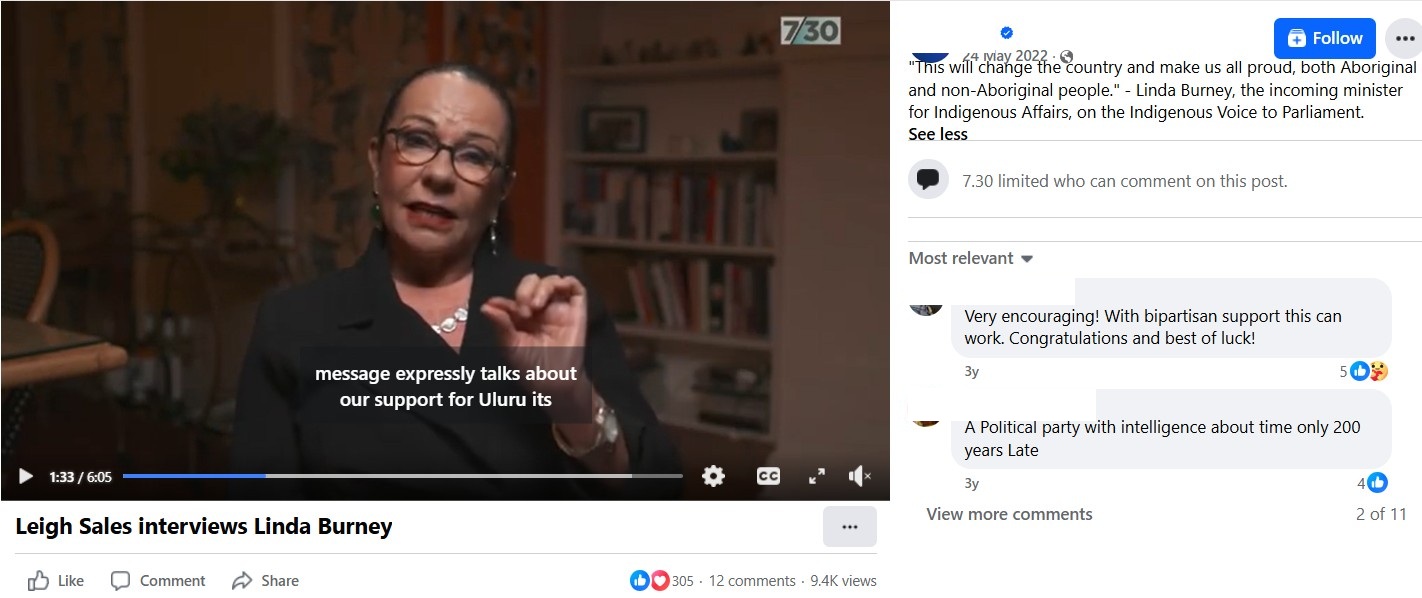 7/30
message expressly talks about
our support for Uluru its
1:33 / 6:05
CC
Leigh Sales interviews Linda Burney
Like
Comment
Share
305 · 12 comments · 9.4K views
Follow
24 May 2022 ·
"This will change the country and make us all proud, both Aboriginal
and non-Aboriginal people." - Linda Burney, the incoming minister
for Indigenous Affairs, on the Indigenous Voice to Parliament.
See less
7.30 limited who can comment on this post.
Most relevant
Very encouraging! With bipartisan support this can
work. Congratulations and best of luck!
3y
5
A Political party with intelligence about time only 200
years Late
3y
4
View more comments
2 of 11